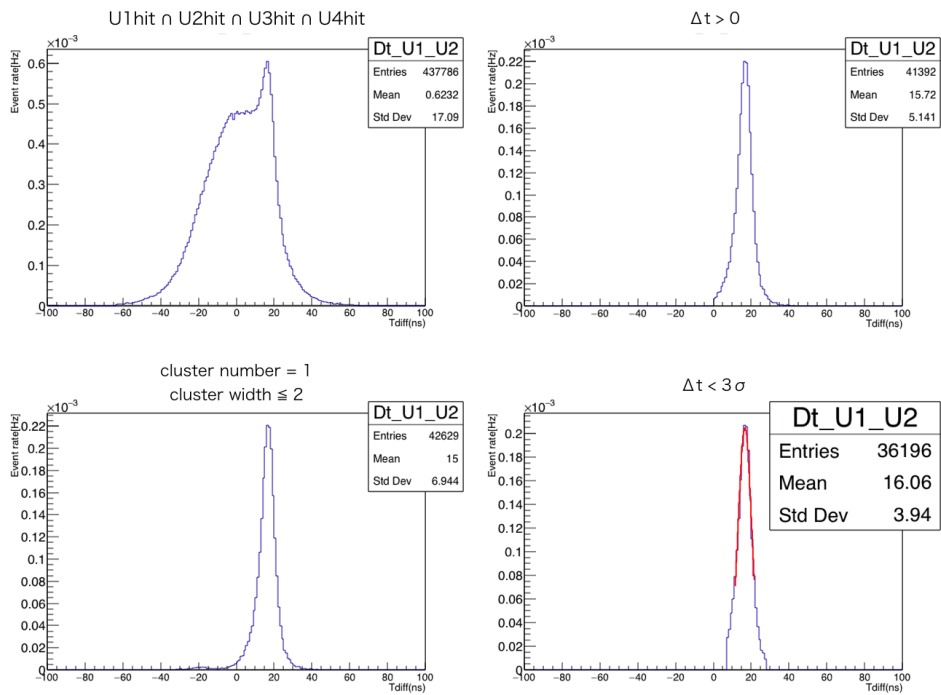 U1hit ∩ U2hit ∩ U3hit ∩ U4hit
×10⁻³
Event rate[Hz]
0.6
0.5
0.4
0.3
0.2
0.1
0
−100 −80 −60 −40 −20 0 20 40 60 80 100
Tdiff(ns)
Dt_U1_U2
Entries 437786
Mean 0.6232
Std Dev 17.09
Δt > 0
×10⁻³
Event rate[Hz]
0.22
0.2
0.18
0.16
0.14
0.12
0.1
0.08
0.06
0.04
0.02
0
−100 −80 −60 −40 −20 0 20 40 60 80 100
Tdiff(ns)
Dt_U1_U2
Entries 41392
Mean 15.72
Std Dev 5.141
cluster number = 1
cluster width ≦ 2
×10⁻³
Event rate[Hz]
0.22
0.2
0.18
0.16
0.14
0.12
0.1
0.08
0.06
0.04
0.02
0
−100 −80 −60 −40 −20 0 20 40 60 80 100
Tdiff(ns)
Dt_U1_U2
Entries 42629
Mean 15
Std Dev 6.944
Δt < 3σ
×10⁻³
Event rate[Hz]
0.2
0.18
0.16
0.14
0.12
0.1
0.08
0.06
0.04
0.02
0
−100 −80 −60 −40 −20 0 20 40 60 80 100
Tdiff(ns)
Dt_U1_U2
Entries 36196
Mean 16.06
Std Dev 3.94